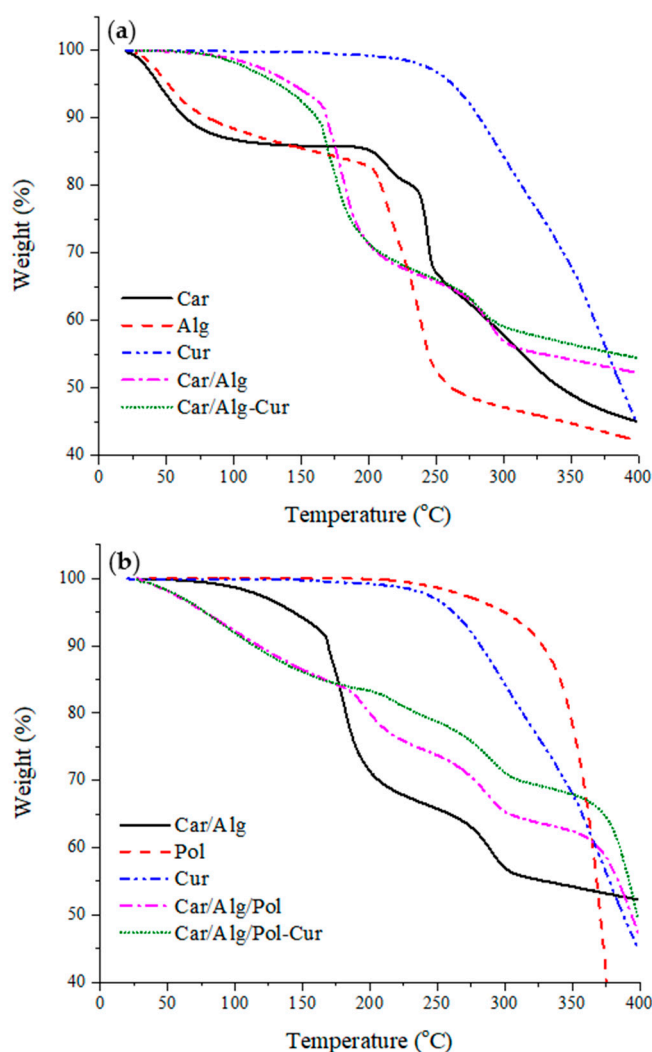 (a)
100
90
80
70
60
50
40
Weight (%)
Car
Alg
Cur
Car/Alg
Car/Alg-Cur
0 50 100 150 200 250 300 350 400
Temperature (°C)
(b)
100
90
80
70
60
50
40
Weight (%)
Car/Alg
Pol
Cur
Car/Alg/Pol
Car/Alg/Pol-Cur
0 50 100 150 200 250 300 350 400
Temperature (°C)